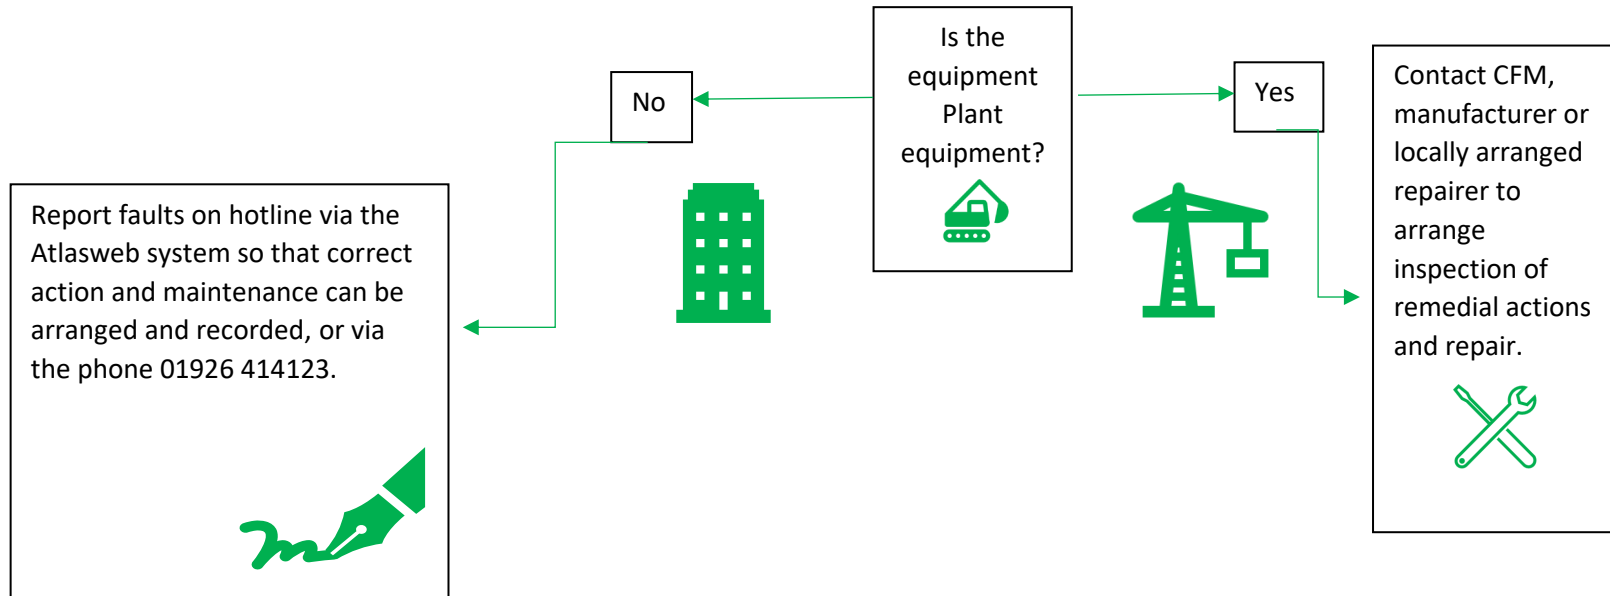 Is the
equipment
Plant
equipment?
No
Yes
Report faults on hotline via the
Atlasweb system so that correct
action and maintenance can be
arranged and recorded, or via
the phone 01926 414123.
Contact CFM,
manufacturer or
locally arranged
repairer to
arrange
inspection of
remedial actions
and repair.